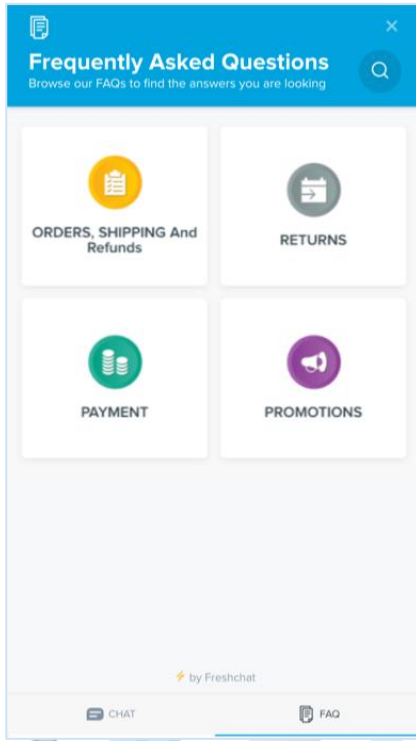 Frequently Asked Questions
Browse our FAQs to find the answers you are looking
ORDERS, SHIPPING And
Refunds
RETURNS
PAYMENT
PROMOTIONS
by Freshchat
CHAT
FAQ